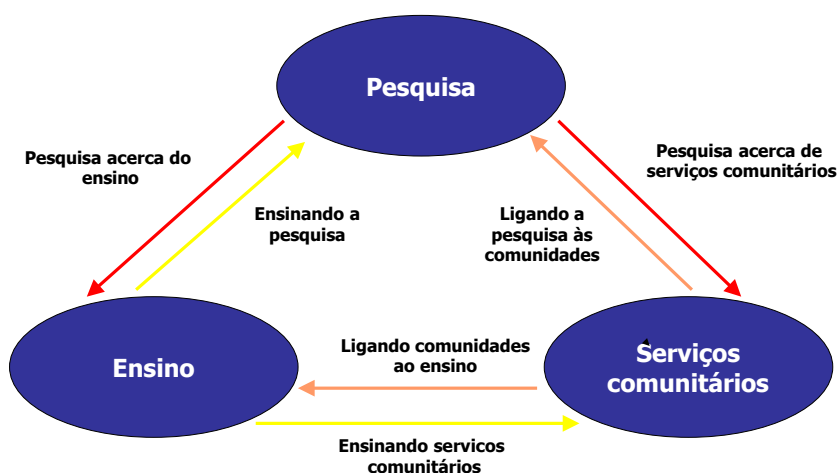 Pesquisa
Pesquisa acerca do
ensino
Pesquisa acerca de
serviços comunitários
Ensinando a
pesquisa
Ligando a
pesquisa às
comunidades
Ensino
Ligando comunidades
ao ensino
Serviços
comunitários
Ensinando servicos
comunitários